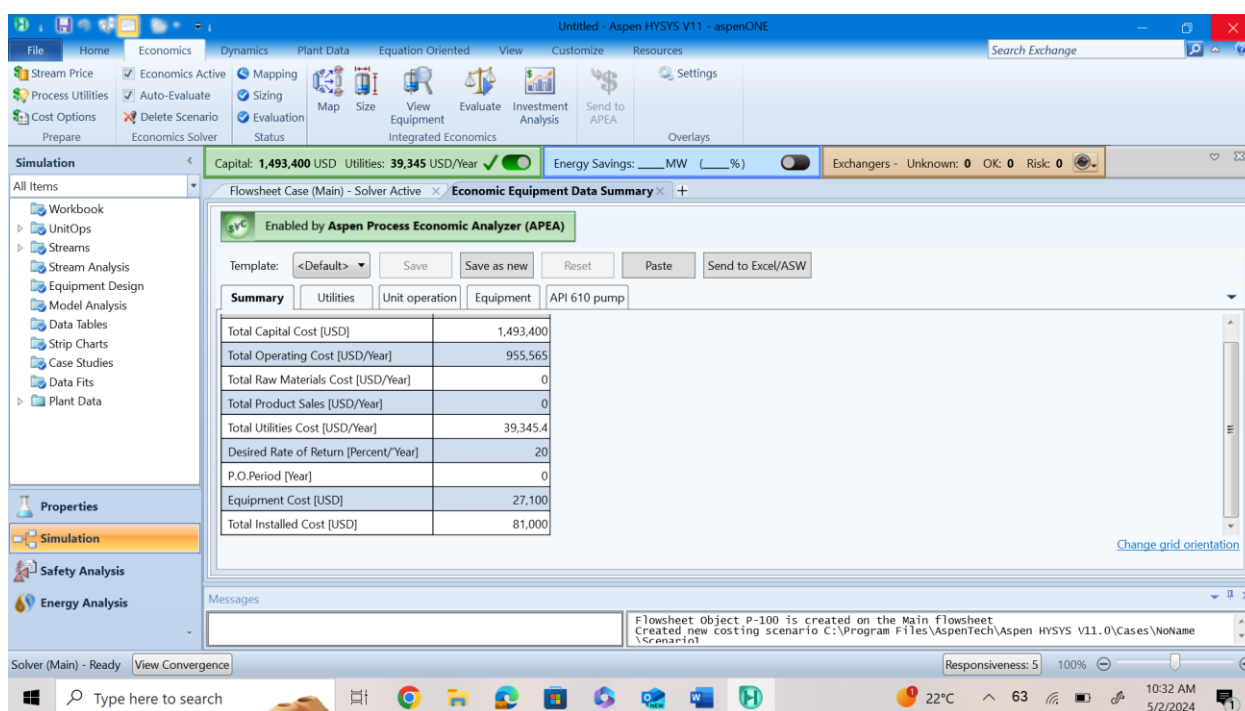 Untitled - Aspen HYSYS V11 - aspenONE
File Home Economics Dynamics Plant Data Equation Oriented View Customize Resources Search Exchange
Stream Price Economics Active Mapping Settings
Process Utilities Auto-Evaluate Sizing
Cost Options Delete Scenario Evaluation
Map Size View Equipment Evaluate Investment Analysis Send to APEA
Prepare Economics Solver Status Integrated Economics Overlays
Simulation
Capital: 1,493,400 USD Utilities: 39,345 USD/Year Energy Savings: ____MW (____%) Exchangers - Unknown: 0 OK: 0 Risk: 0
All Items
Flowsheet Case (Main) - Solver Active Economic Equipment Data Summary +
Workbook
UnitOps
Streams
Stream Analysis
Equipment Design
Model Analysis
Data Tables
Strip Charts
Case Studies
Data Fits
Plant Data
Properties
Simulation
Safety Analysis
Energy Analysis
Enabled by Aspen Process Economic Analyzer (APEA)
Template: <Default> Save Save as new Reset Paste Send to Excel/ASW
Summary Utilities Unit operation Equipment API 610 pump
Total Capital Cost [USD] 1,493,400
Total Operating Cost [USD/Year] 955,565
Total Raw Materials Cost [USD/Year] 0
Total Product Sales [USD/Year] 0
Total Utilities Cost [USD/Year] 39,345.4
Desired Rate of Return [Percent/'Year] 20
P.O.Period [Year] 0
Equipment Cost [USD] 27,100
Total Installed Cost [USD] 81,000
Change grid orientation
Messages
Flowsheet Object P-100 is created on the Main flowsheet
Created new costing scenario C:\Program Files\AspenTech\Aspen HYSYS V11.0\Cases\NoName
\Scenario1
Solver (Main) - Ready View Convergence Responsiveness: 5 100%
Type here to search 22°C 63 10:32 AM
5/2/2024